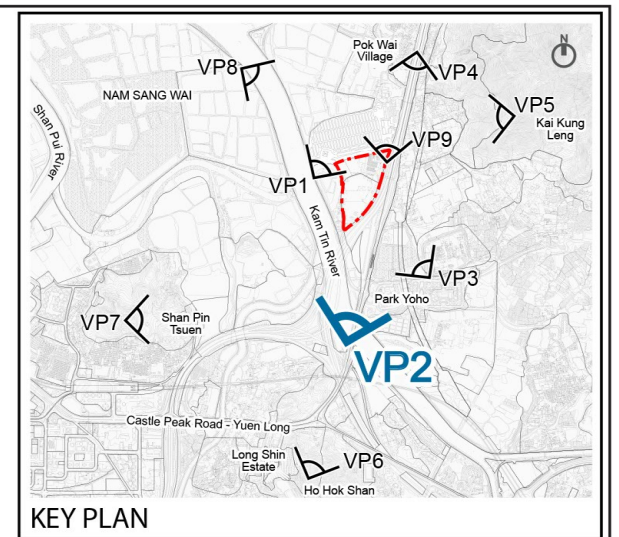 N
Pok Wai
Village
VP8
VP4
NAM SANG WAI
VP5
Kai Kung
Leng
Shan Pui River
VP9
VP1
Kam Tin River
VP3
Park Yoho
VP7
Shan Pin
Tsuen
VP2
Castle Peak Road - Yuen Long
Long Shin
Estate
VP6
Ho Hok Shan
KEY PLAN